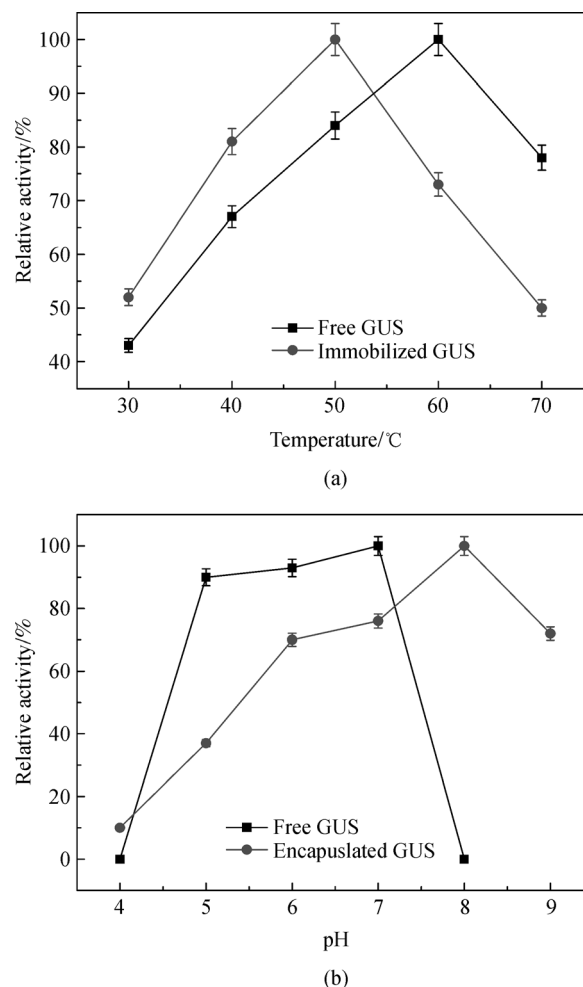 100
90
80
70
60
50
40
Relative activity/%
Free GUS
Immobilized GUS
30 40 50 60 70
Temperature/℃
(a)
100
80
60
40
20
0
Relative activity/%
Free GUS
Encapuslated GUS
4 5 6 7 8 9
pH
(b)